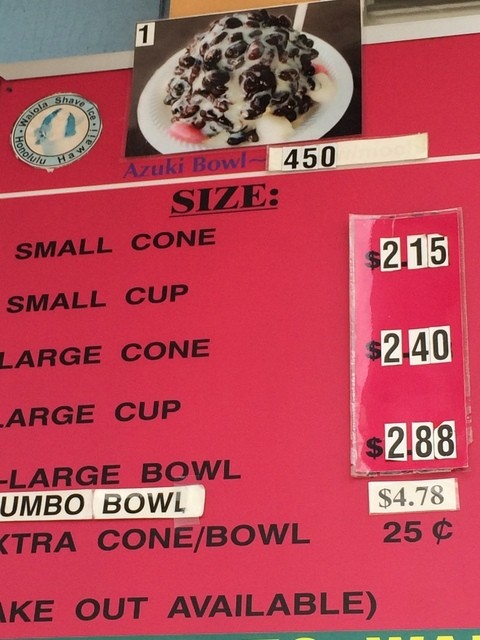 1
Waiola Shave Ice
Honolulu Hawaii
Azuki Bowl~ 450
SIZE:
SMALL CONE $2.15
SMALL CUP
LARGE CONE $2.40
LARGE CUP
-LARGE BOWL $2.88
UMBO BOWL $4.78
XTRA CONE/BOWL 25 ¢
AKE OUT AVAILABLE)